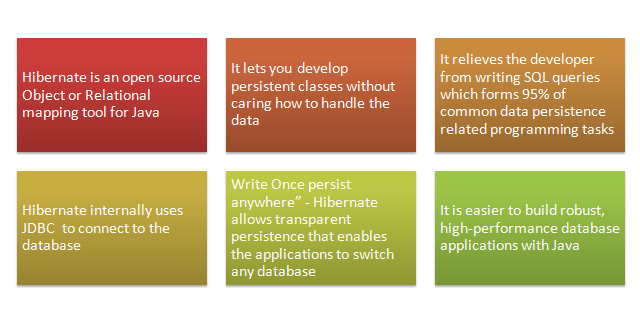 Hibernate is an open source
Object or Relational
mapping tool for Java
It lets you develop
persistent classes without
caring how to handle the
data
It relieves the developer
from writing SQL queries
which forms 95% of
common data persistence
related programming tasks
Hibernate internally uses
JDBC  to connect to the
database
Write Once persist
anywhere” - Hibernate
allows transparent
persistence that enables
the applications to switch
any database
It is easier to build robust,
high-performance database
applications with Java